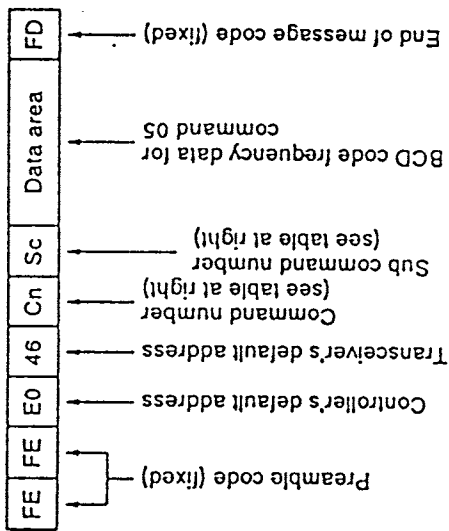 FE FE E0 46 Cn Sc Data area FD
Preamble code (fixed)
Controller's default address
Transceiver's default address
Command number
(see table at right)
Sub command number
(see table at right)
BCD code frequency data for
command 05
End of message code (fixed)